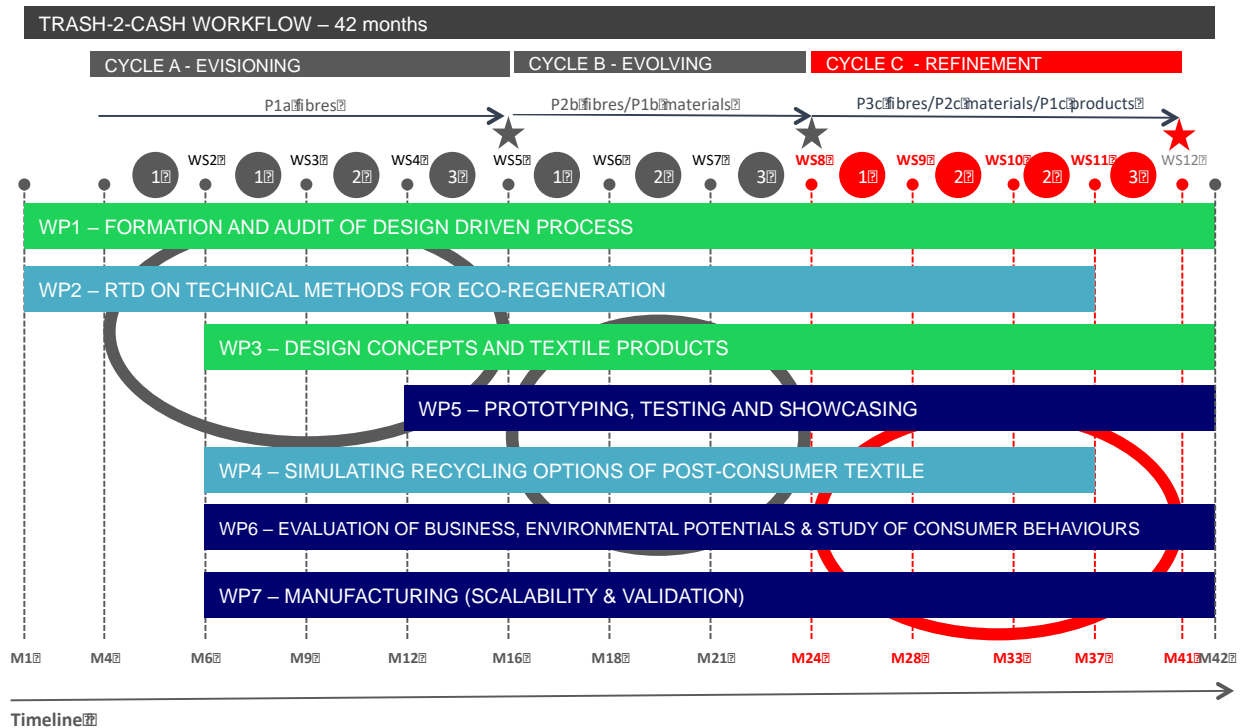 TRASH-2-CASH WORKFLOW – 42 months
CYCLE A - EVISIONING
CYCLE B - EVOLVING
CYCLE C - REFINEMENT
P1a fibres
P2b fibres/P1b materials
P3c fibres/P2c materials/P1c products
WS2
WS3
WS4
WS5
WS6
WS7
WS8
WS9
WS10
WS11
WS12
1
1
2
3
1
2
3
1
2
2
3
WP1 – FORMATION AND AUDIT OF DESIGN DRIVEN PROCESS
WP2 – RTD ON TECHNICAL METHODS FOR ECO-REGENERATION
WP3 – DESIGN CONCEPTS AND TEXTILE PRODUCTS
WP5 – PROTOTYPING, TESTING AND SHOWCASING
WP4 – SIMULATING RECYCLING OPTIONS OF POST-CONSUMER TEXTILE
WP6 – EVALUATION OF BUSINESS, ENVIRONMENTAL POTENTIALS & STUDY OF CONSUMER BEHAVIOURS
WP7 – MANUFACTURING (SCALABILITY & VALIDATION)
M1
M4
M6
M9
M12
M16
M18
M21
M24
M28
M33
M37
M41
M42
Timeline